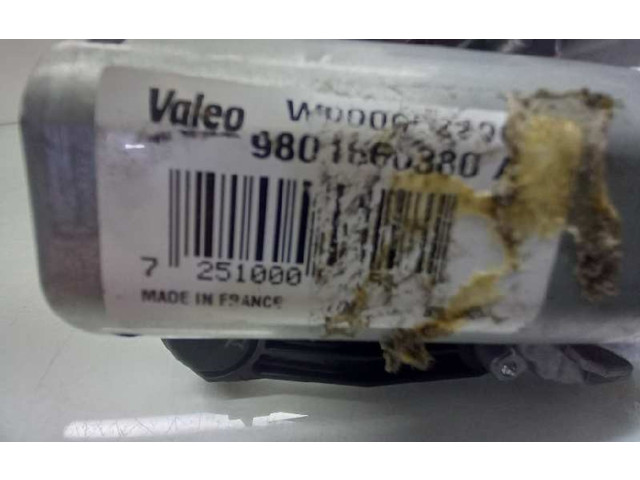 Valeo
9801660380 A
7 251000
MADE IN FRANCE